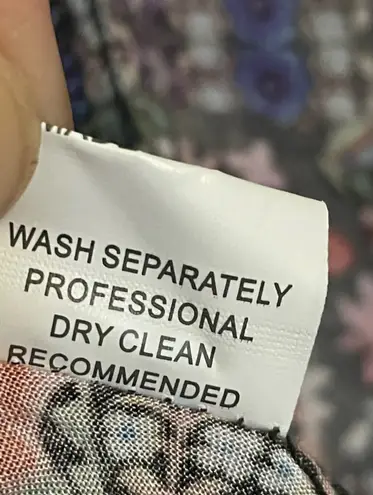 WASH SEPARATELY
PROFESSIONAL
DRY CLEAN
RECOMMENDED